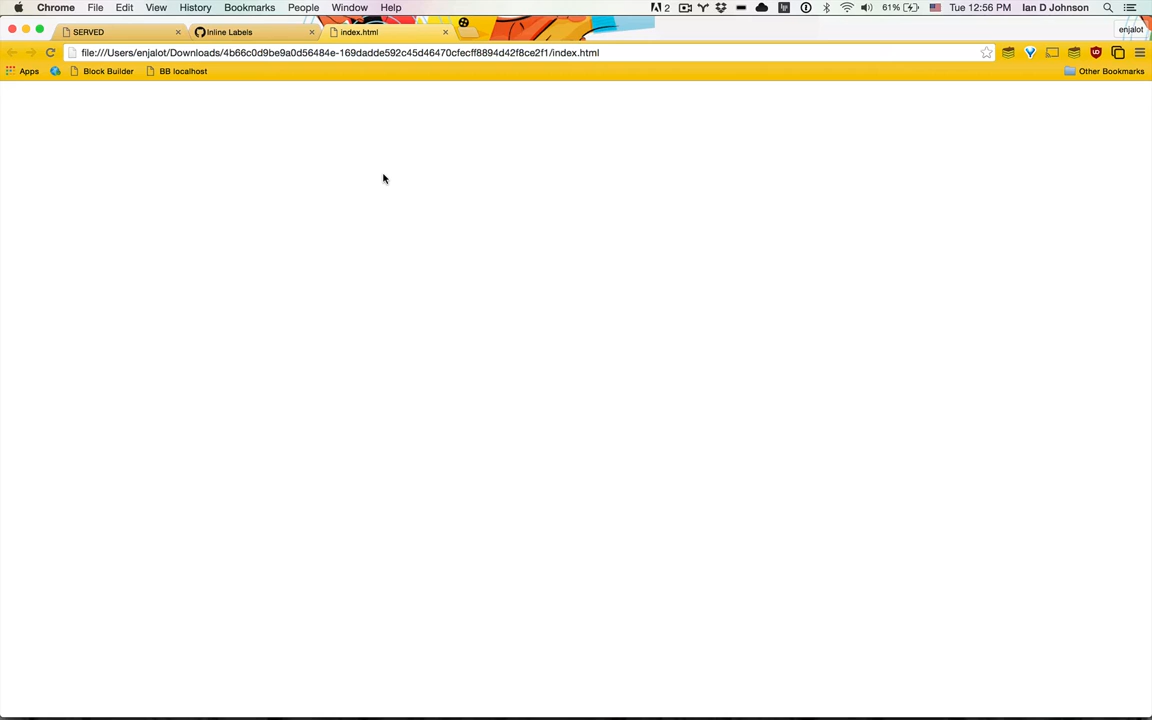 Chrome File Edit View History Bookmarks People Window Help 2 61% Tue 12:56 PM Ian D Johnson
SERVED Inline Labels index.html enjalot
file:///Users/enjalot/Downloads/4b66c0d9be9a0d56484e-169dadde592c45d46470cfecff8894d42f8ce2f1/index.html
Apps Block Builder BB localhost Other Bookmarks